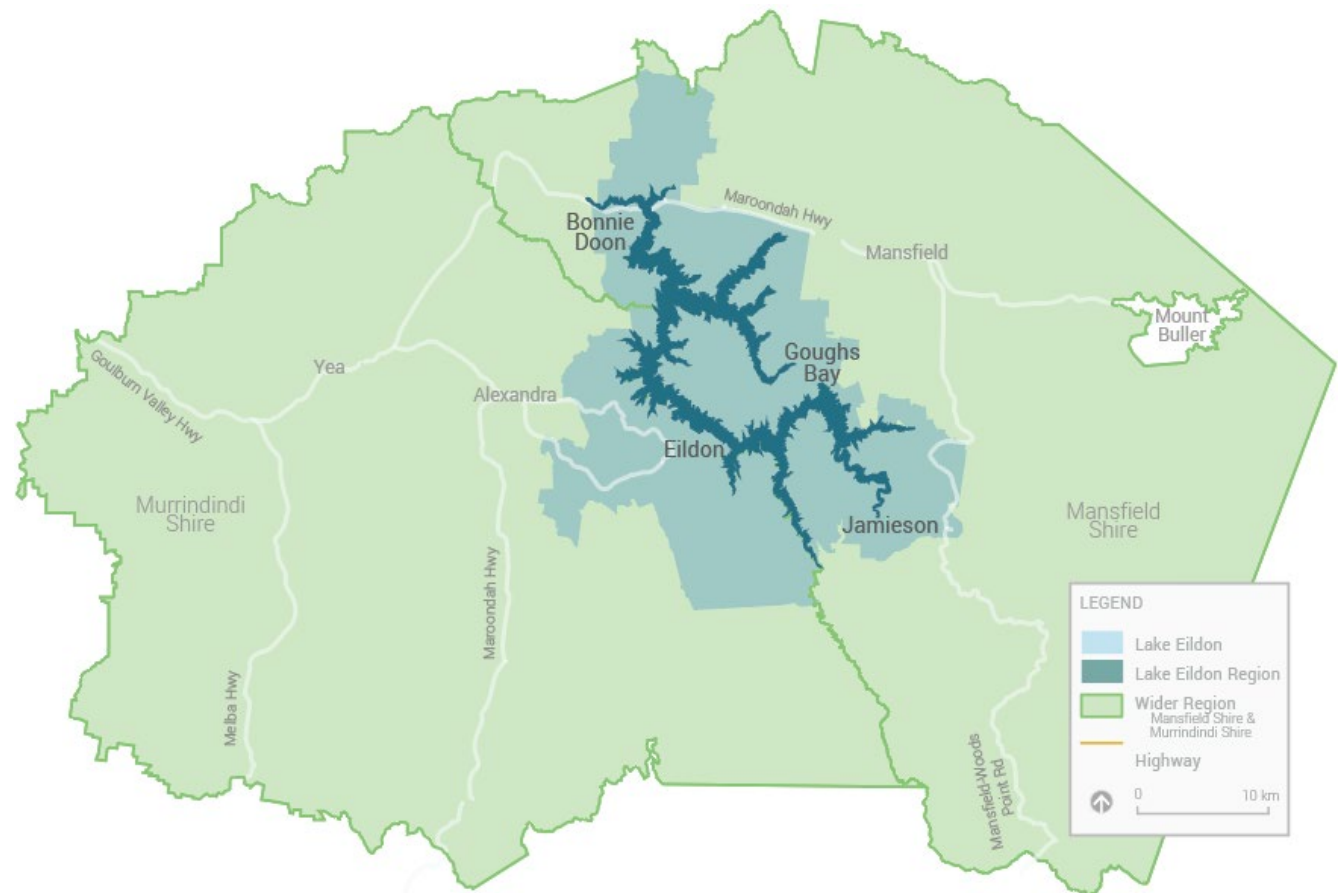 Maroondah Hwy
Bonnie
Doon
Mansfield
Mount
Buller
Goulburn Valley Hwy
Yea
Goughs
Bay
Alexandra
Eildon
Murrindindi
Shire
Jamieson
Mansfield
Shire
Maroondah Hwy
Melba Hwy
Mansfield-Woods
Point Rd
LEGEND
Lake Eildon
Lake Eildon Region
Wider Region
Mansfield Shire &
Murrindindi Shire
Highway
0 10 km